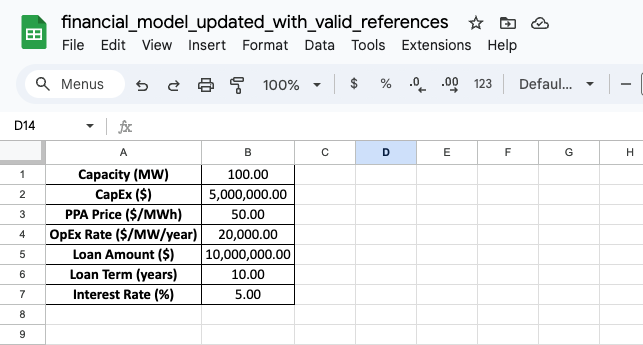 financial_model_updated_with_valid_references
File Edit View Insert Format Data Tools Extensions Help
Menus 100% $ % .0 .00 123 Defaul...
D14 fx
A B C D E F G H
1 Capacity (MW) 100.00
2 CapEx ($) 5,000,000.00
3 PPA Price ($/MWh) 50.00
4 OpEx Rate ($/MW/year) 20,000.00
5 Loan Amount ($) 10,000,000.00
6 Loan Term (years) 10.00
7 Interest Rate (%) 5.00
8
9